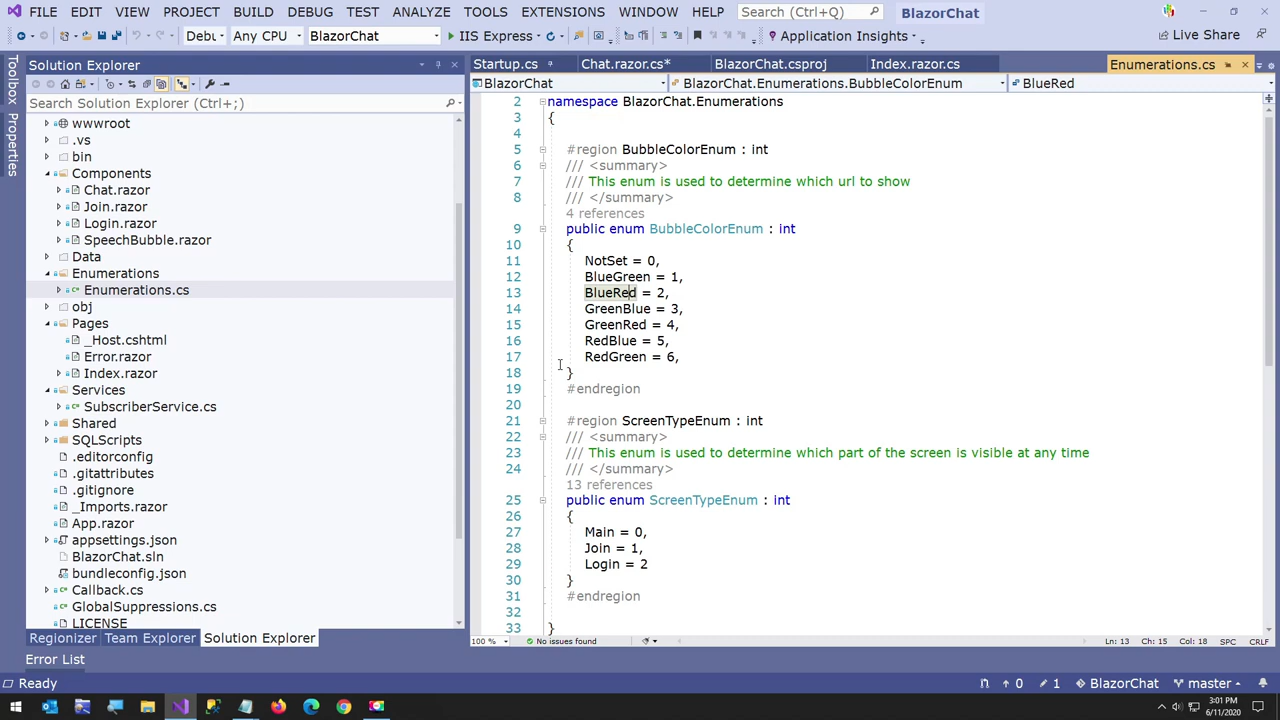 FILE EDIT VIEW PROJECT BUILD DEBUG TEST ANALYZE TOOLS EXTENSIONS WINDOW HELP Search (Ctrl+Q) BlazorChat
Debu Any CPU BlazorChat IIS Express Application Insights Live Share
Toolbox
Properties
Solution Explorer
Search Solution Explorer (Ctrl+;)
wwwroot
.vs
bin
Components
Chat.razor
Join.razor
Login.razor
SpeechBubble.razor
Data
Enumerations
Enumerations.cs
obj
Pages
_Host.cshtml
Error.razor
Index.razor
Services
SubscriberService.cs
Shared
SQLScripts
.editorconfig
.gitattributes
.gitignore
_Imports.razor
App.razor
appsettings.json
BlazorChat.sln
bundleconfig.json
Callback.cs
GlobalSuppressions.cs
LICENSE
Regionizer Team Explorer Solution Explorer
Startup.cs Chat.razor.cs* BlazorChat.csproj Index.razor.cs Enumerations.cs
BlazorChat BlazorChat.Enumerations.BubbleColorEnum BlueRed
2 namespace BlazorChat.Enumerations
3 {
4
5 #region BubbleColorEnum : int
6 /// <summary>
7 /// This enum is used to determine which url to show
8 /// </summary>
4 references
9 public enum BubbleColorEnum : int
10 {
11 NotSet = 0,
12 BlueGreen = 1,
13 BlueRed = 2,
14 GreenBlue = 3,
15 GreenRed = 4,
16 RedBlue = 5,
17 RedGreen = 6,
18 }
19 #endregion
20
21 #region ScreenTypeEnum : int
22 /// <summary>
23 /// This enum is used to determine which part of the screen is visible at any time
24 /// </summary>
13 references
25 public enum ScreenTypeEnum : int
26 {
27 Main = 0,
28 Join = 1,
29 Login = 2
30 }
31 #endregion
32
33 }
100 % No issues found Ln: 13 Ch: 15 Col: 18 SPC CRLF
Error List
Ready 0 1 BlazorChat master
3:01 PM
6/11/2020